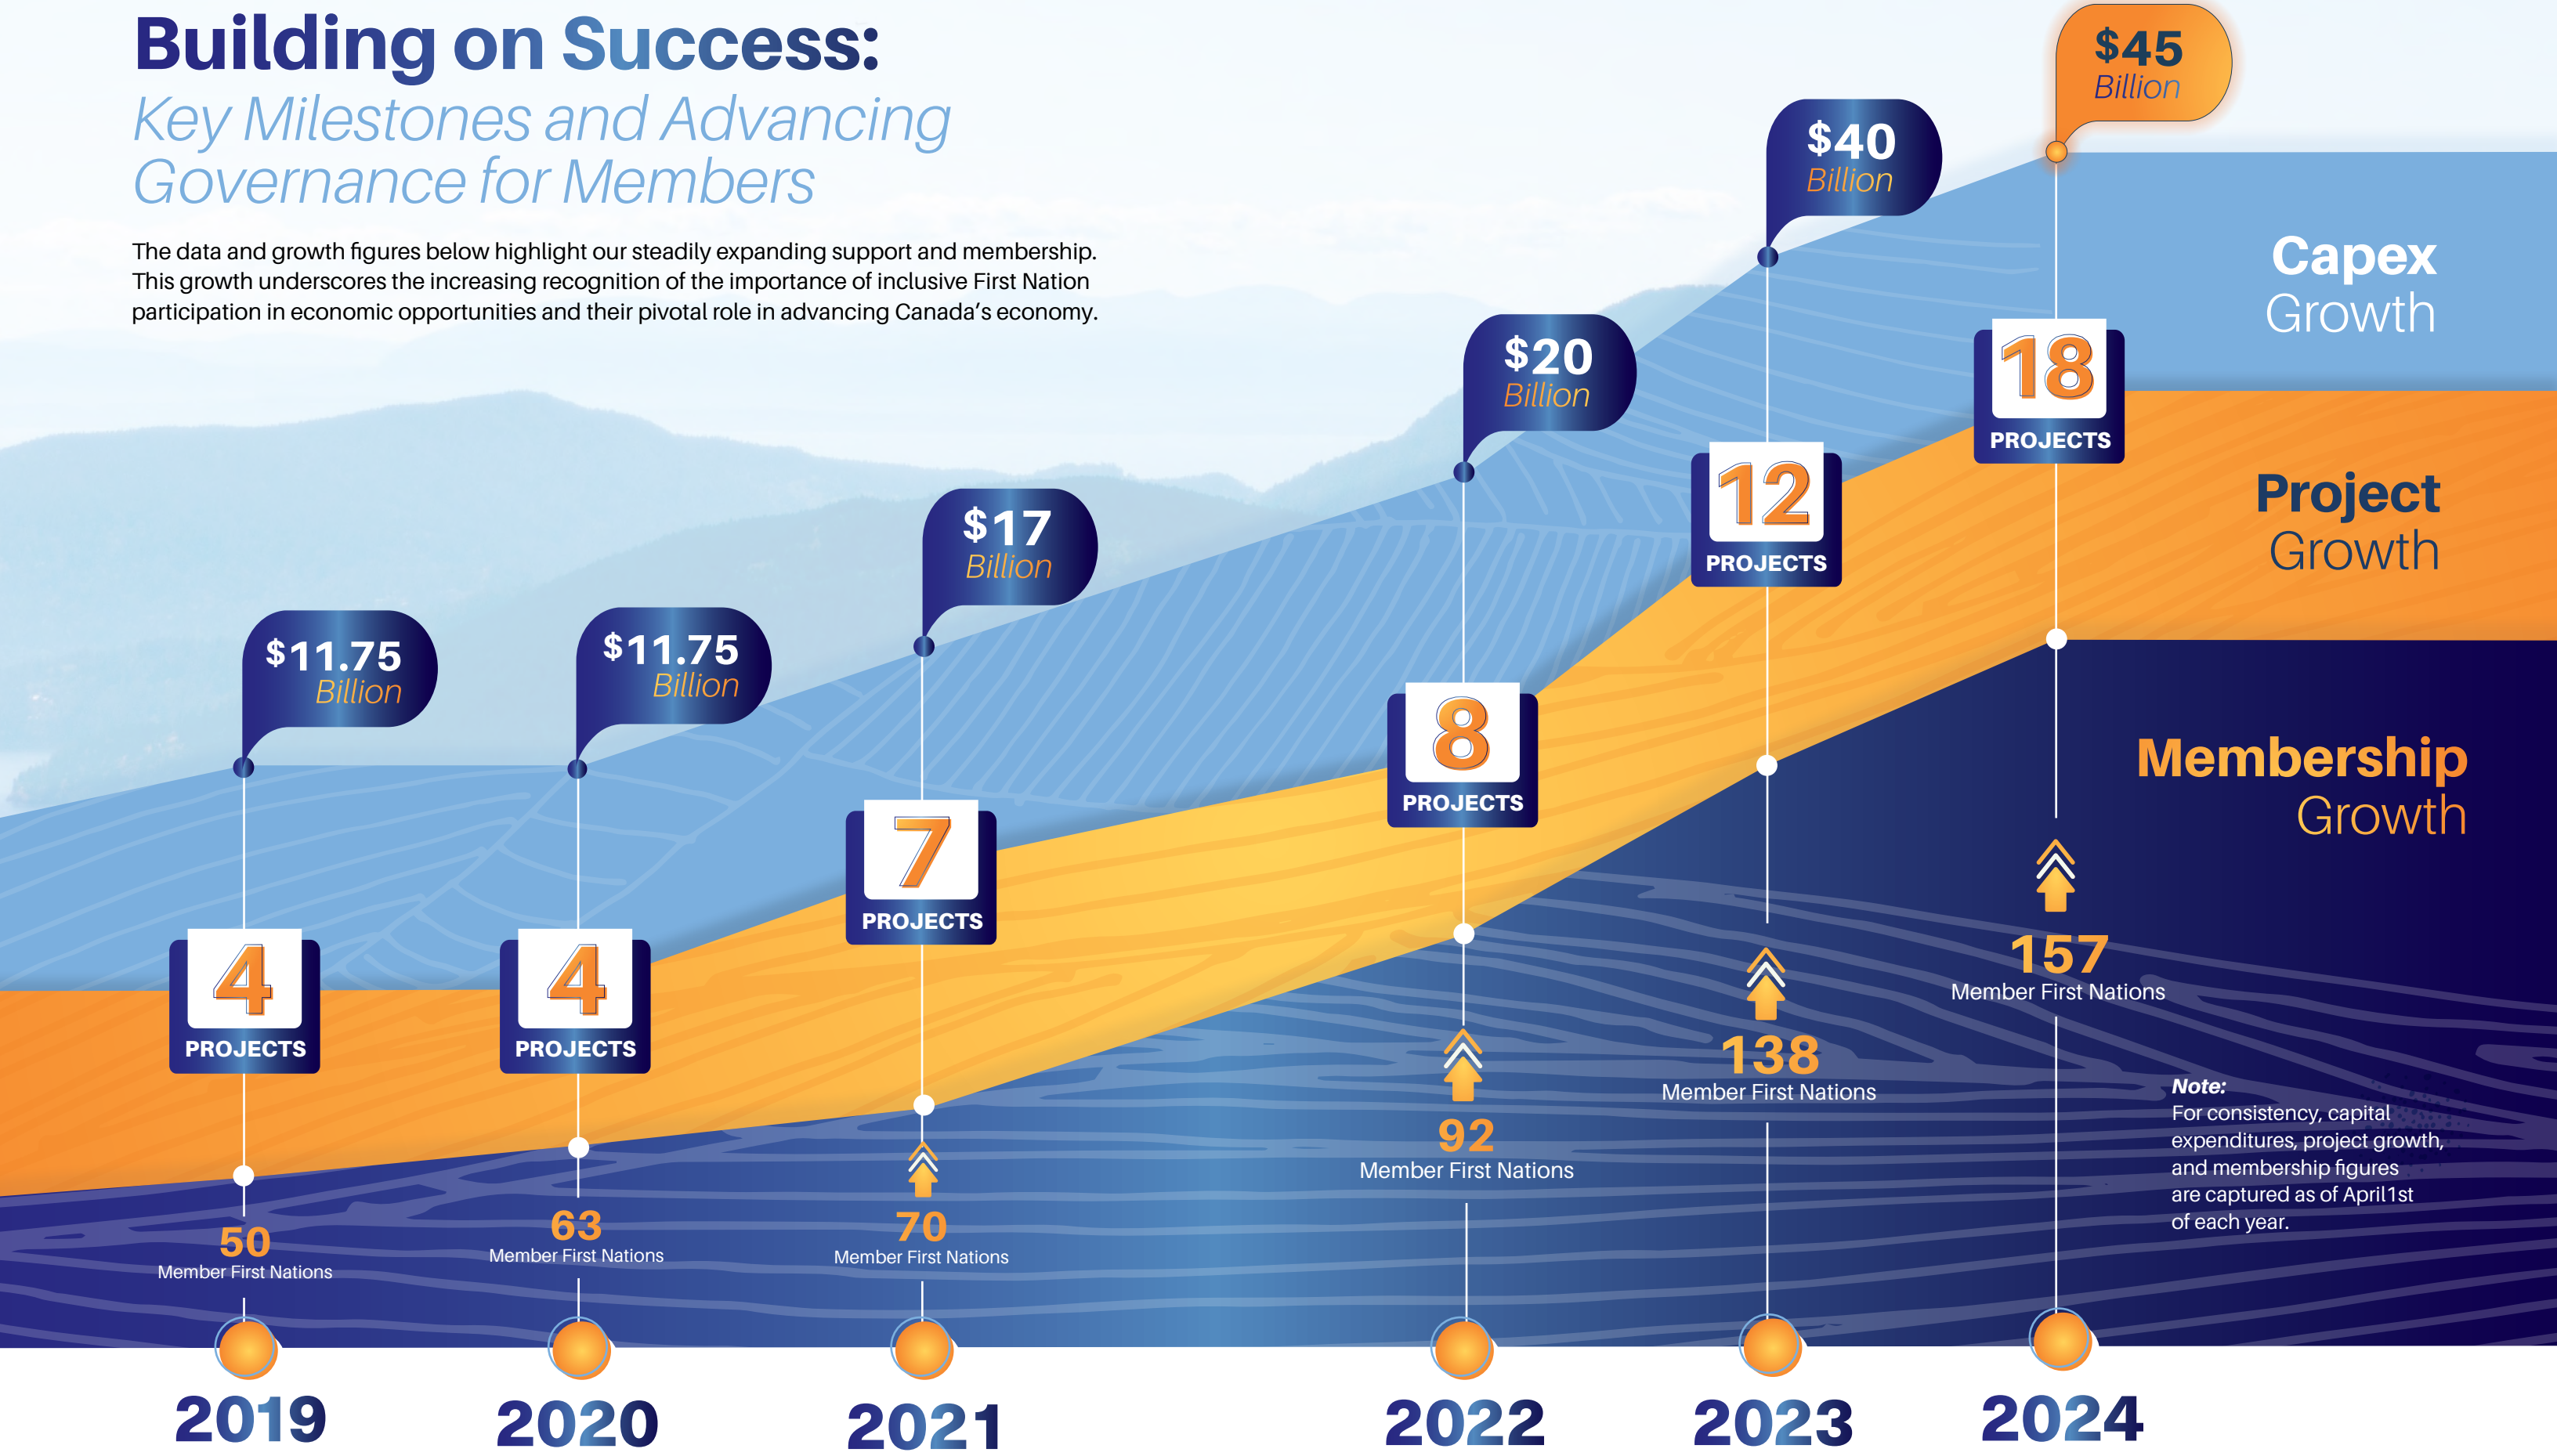 Building on Success:
Key Milestones and Advancing
Governance for Members
The data and growth figures below highlight our steadily expanding support and membership.
This growth underscores the increasing recognition of the importance of inclusive First Nation
participation in economic opportunities and their pivotal role in advancing Canada's economy.
$11.75
Billion
$11.75
Billion
$17
Billion
$20
Billion
$40
Billion
$45
Billion
Capex
Growth
4
PROJECTS
4
PROJECTS
7
PROJECTS
8
PROJECTS
12
PROJECTS
18
PROJECTS
Project
Growth
50
Member First Nations
63
Member First Nations
70
Member First Nations
92
Member First Nations
138
Member First Nations
157
Member First Nations
Membership
Growth
Note:
For consistency, capital
expenditures, project growth,
and membership figures
are captured as of April1st
of each year.
2019
2020
2021
2022
2023
2024